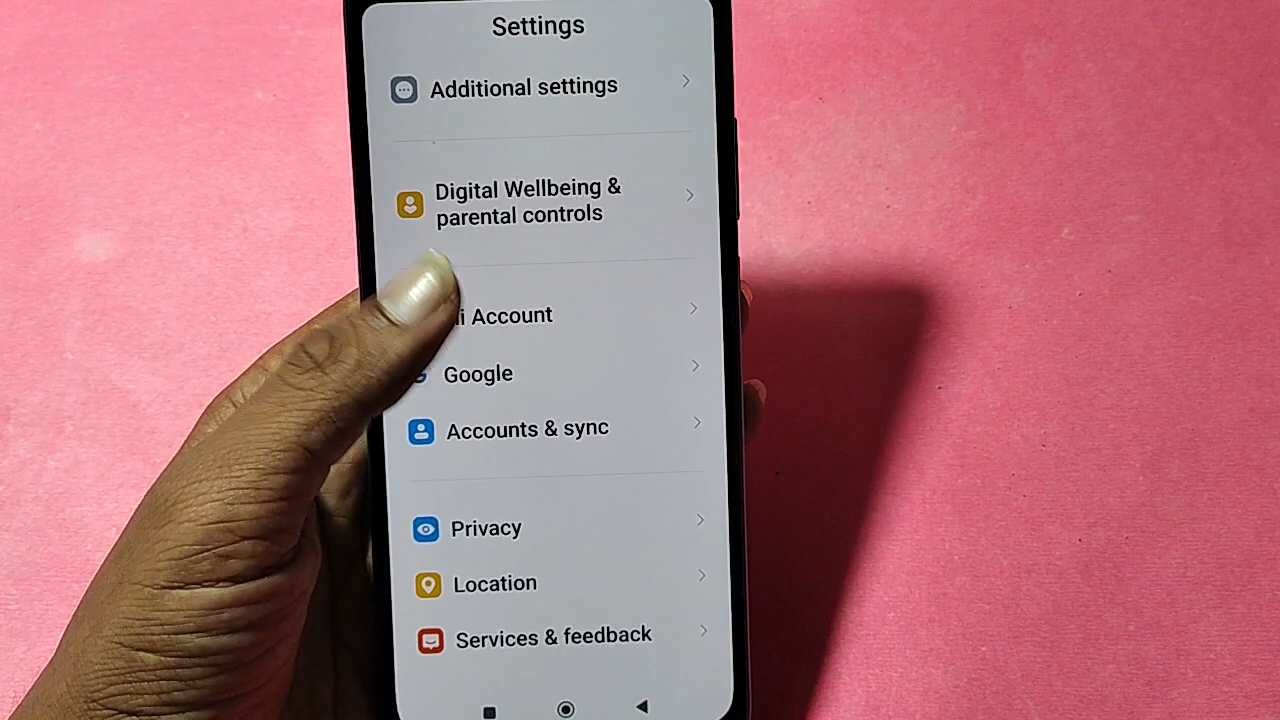 Settings
Additional settings
Digital Wellbeing &
parental controls
i Account
Google
Accounts & sync
Privacy
Location
Services & feedback